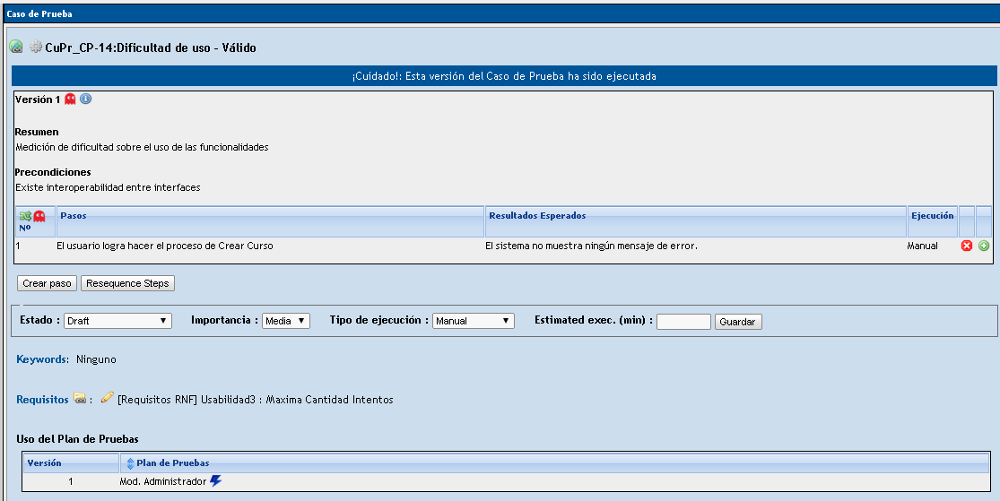 Caso de Prueba
CuPr_CP-14:Dificultad de uso - Válido
¡Cuidado!: Esta versión del Caso de Prueba ha sido ejecutada
Versión 1
Resumen
Medición de dificultad sobre el uso de las funcionalidades
Precondiciones
Existe interoperabilidad entre interfaces
Nº Pasos Resultados Esperados Ejecución
1 El usuario logra hacer el proceso de Crear Curso El sistema no muestra ningún mensaje de error. Manual
Crear paso Resequence Steps
Estado : Draft Importancia : Media Tipo de ejecución : Manual Estimated exec. (min) : Guardar
Keywords: Ninguno
Requisitos : [Requisitos RNF] Usabilidad3 : Maxima Cantidad Intentos
Uso del Plan de Pruebas
Versión Plan de Pruebas
1 Mod. Administrador